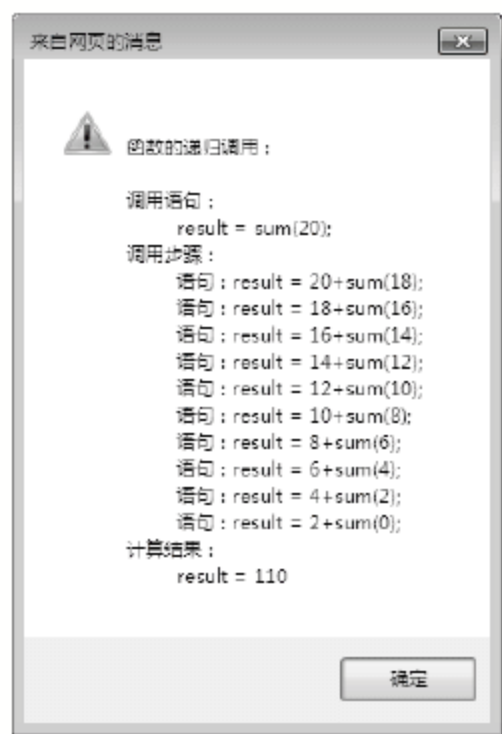 来自网页的消息
函数的递归调用：
调用语句：
result = sum(20);
调用步骤：
语句：result = 20+sum(18);
语句：result = 18+sum(16);
语句：result = 16+sum(14);
语句：result = 14+sum(12);
语句：result = 12+sum(10);
语句：result = 10+sum(8);
语句：result = 8+sum(6);
语句：result = 6+sum(4);
语句：result = 4+sum(2);
语句：result = 2+sum(0);
计算结果：
result = 110
确定